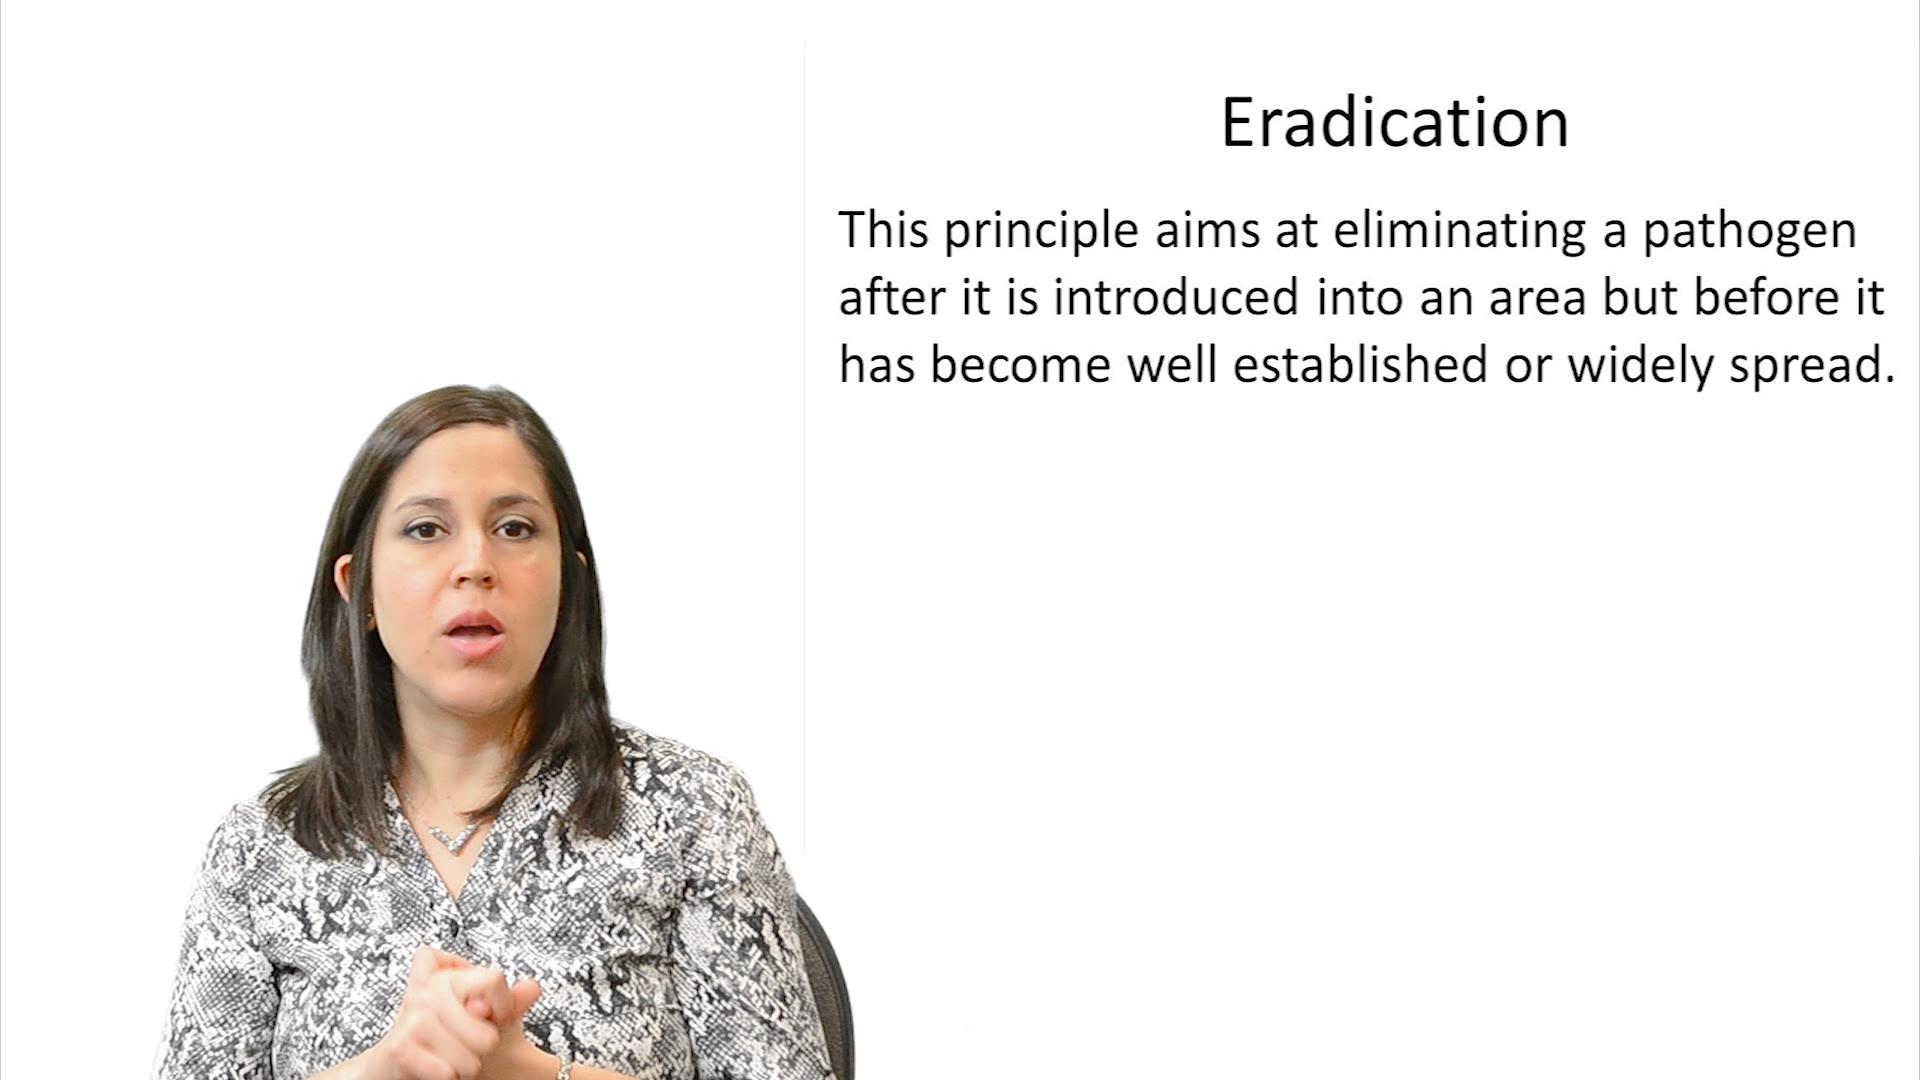 Eradication
This principle aims at eliminating a pathogen
after it is introduced into an area but before it
has become well established or widely spread.